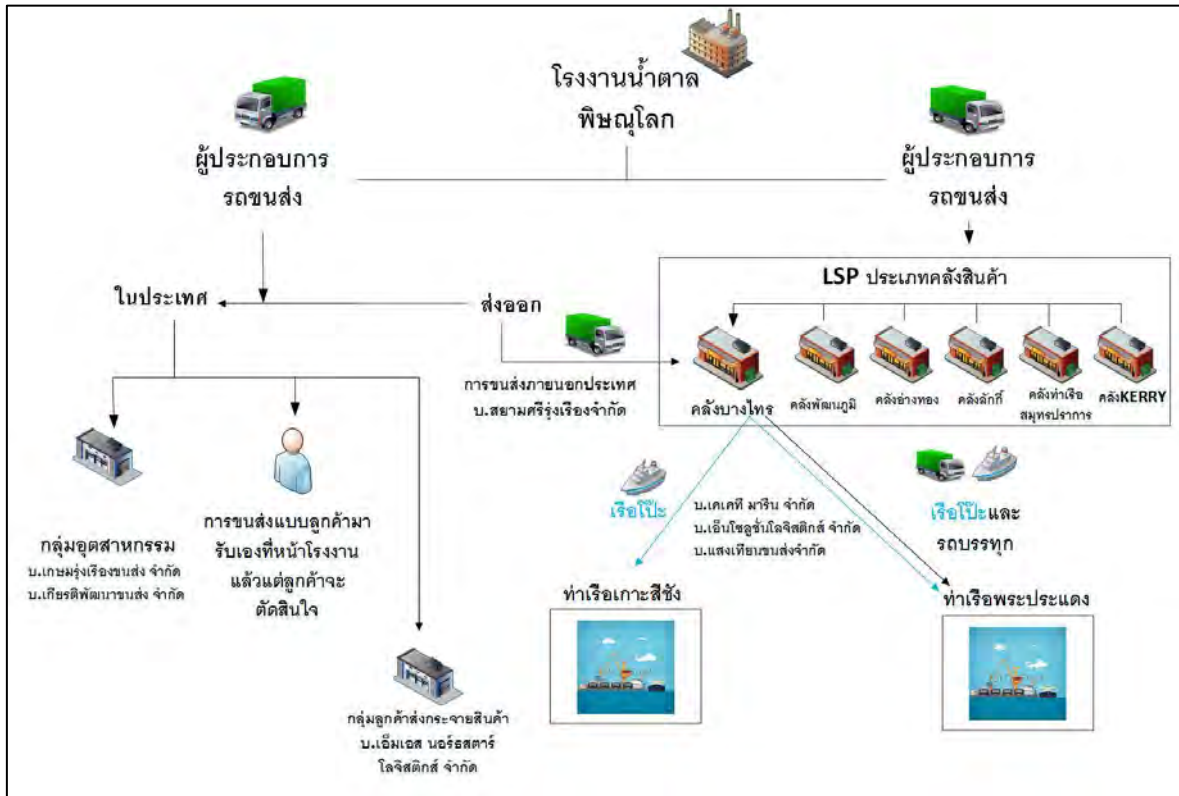 โรงงานน้ำตาล
พิษณุโลก
ผู้ประกอบการ
รถขนส่ง
ผู้ประกอบการ
รถขนส่ง
LSP ประเภทคลังสินค้า
ในประเทศ
ส่งออก
การขนส่งภายนอกประเทศ
บ.สยามศรีรุ่งเรืองจำกัด
คลังบางไทร
คลังพัฒนภูมิ
คลังอ่างทอง
คลังลักกี้
คลังท่าเรือ
สมุทรปราการ
คลังKERRY
กลุ่มอุตสาหกรรม
บ.เกษมรุ่งเรืองขนส่ง จำกัด
บ.เกียรติพัฒนาขนส่ง จำกัด
การขนส่งแบบลูกค้ามา
รับเองที่หน้าโรงงาน
แล้วแต่ลูกค้าจะ
ตัดสินใจ
กลุ่มลูกค้าส่งกระจายสินค้า
บ.เอ็มเอส นอร์ธสตาร์
โลจิสติกส์ จำกัด
เรือโป๊ะ
บ.เคเคที มารีน จำกัด
บ.เอ็นโซลูชั่นโลจิสติกส์ จำกัด
บ.แสงเทียนขนส่งจำกัด
เรือโป๊ะและ
รถบรรทุก
ท่าเรือเกาะสีชัง
ท่าเรือพระประแดง